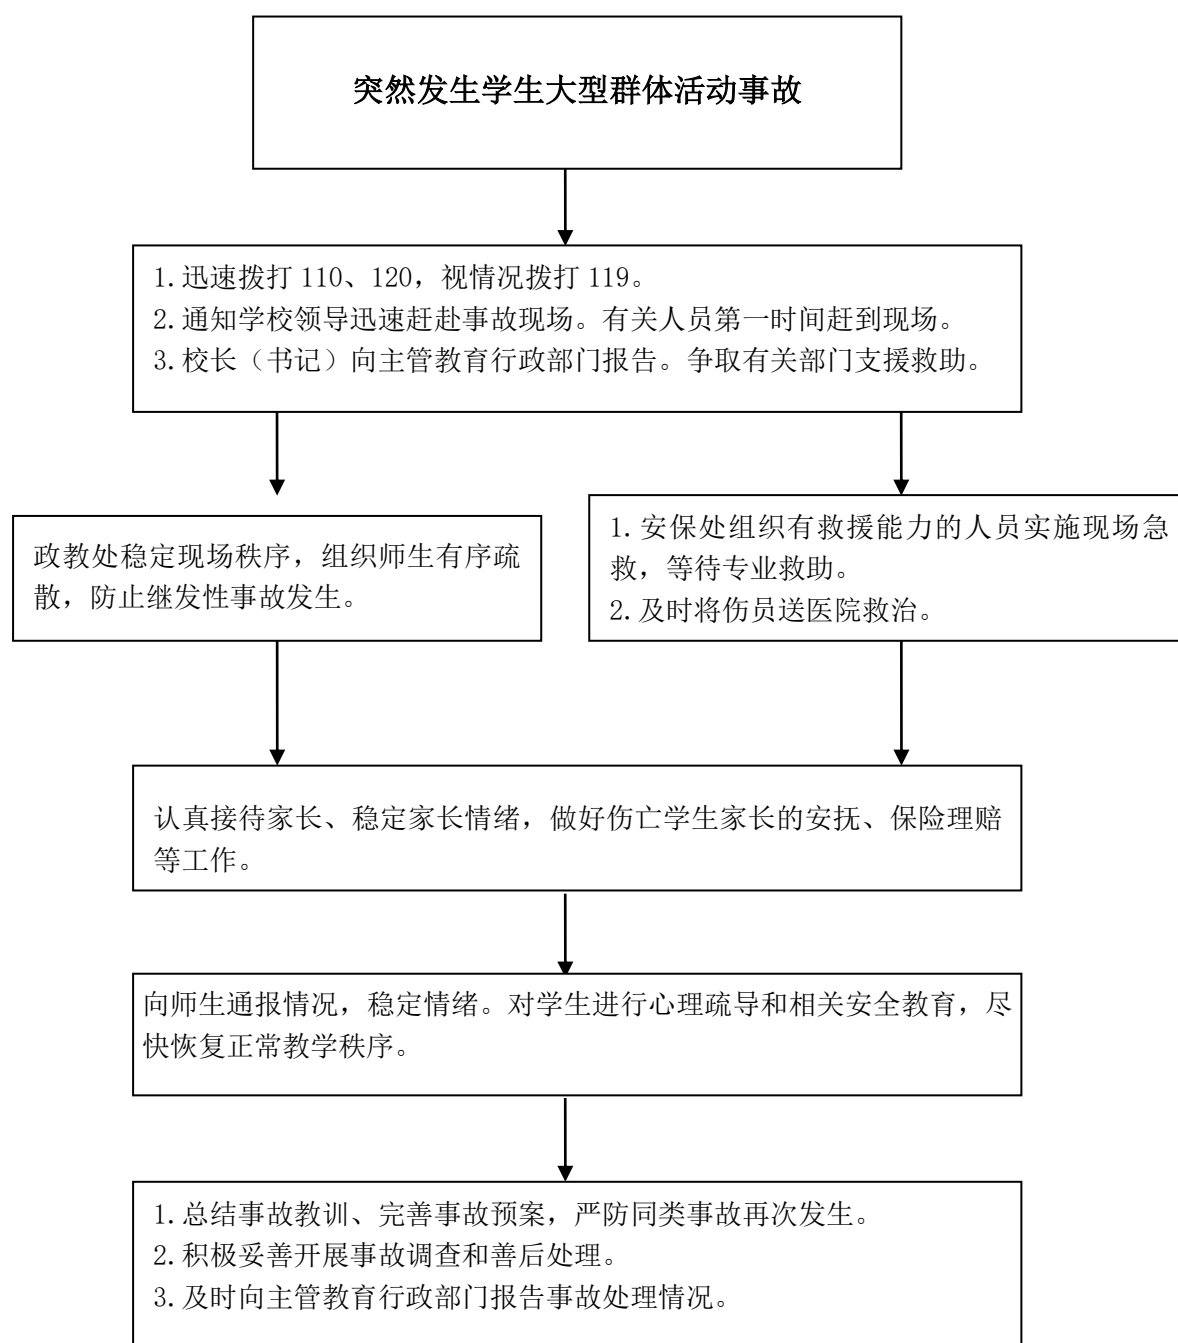 突然发生学生大型群体活动事故
1.迅速拨打 110、120，视情况拨打 119。
2.通知学校领导迅速赶赴事故现场。有关人员第一时间赶到现场。
3.校长（书记）向主管教育行政部门报告。争取有关部门支援救助。
政教处稳定现场秩序，组织师生有序疏
散，防止继发性事故发生。
1.安保处组织有救援能力的人员实施现场急
救，等待专业救助。
2.及时将伤员送医院救治。
认真接待家长、稳定家长情绪，做好伤亡学生家长的安抚、保险理赔
等工作。
向师生通报情况，稳定情绪。对学生进行心理疏导和相关安全教育，尽
快恢复正常教学秩序。
1.总结事故教训、完善事故预案，严防同类事故再次发生。
2.积极妥善开展事故调查和善后处理。
3.及时向主管教育行政部门报告事故处理情况。